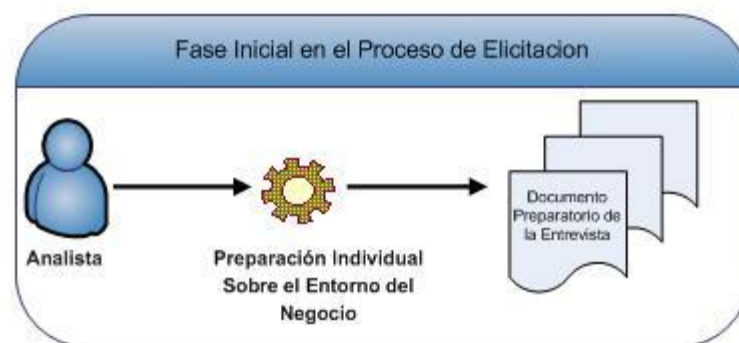 Fase Inicial en el Proceso de Elicitacion
Analista
Preparación Individual
Sobre el Entorno del
Negocio
Documento
Preparatorio de
la Entrevista